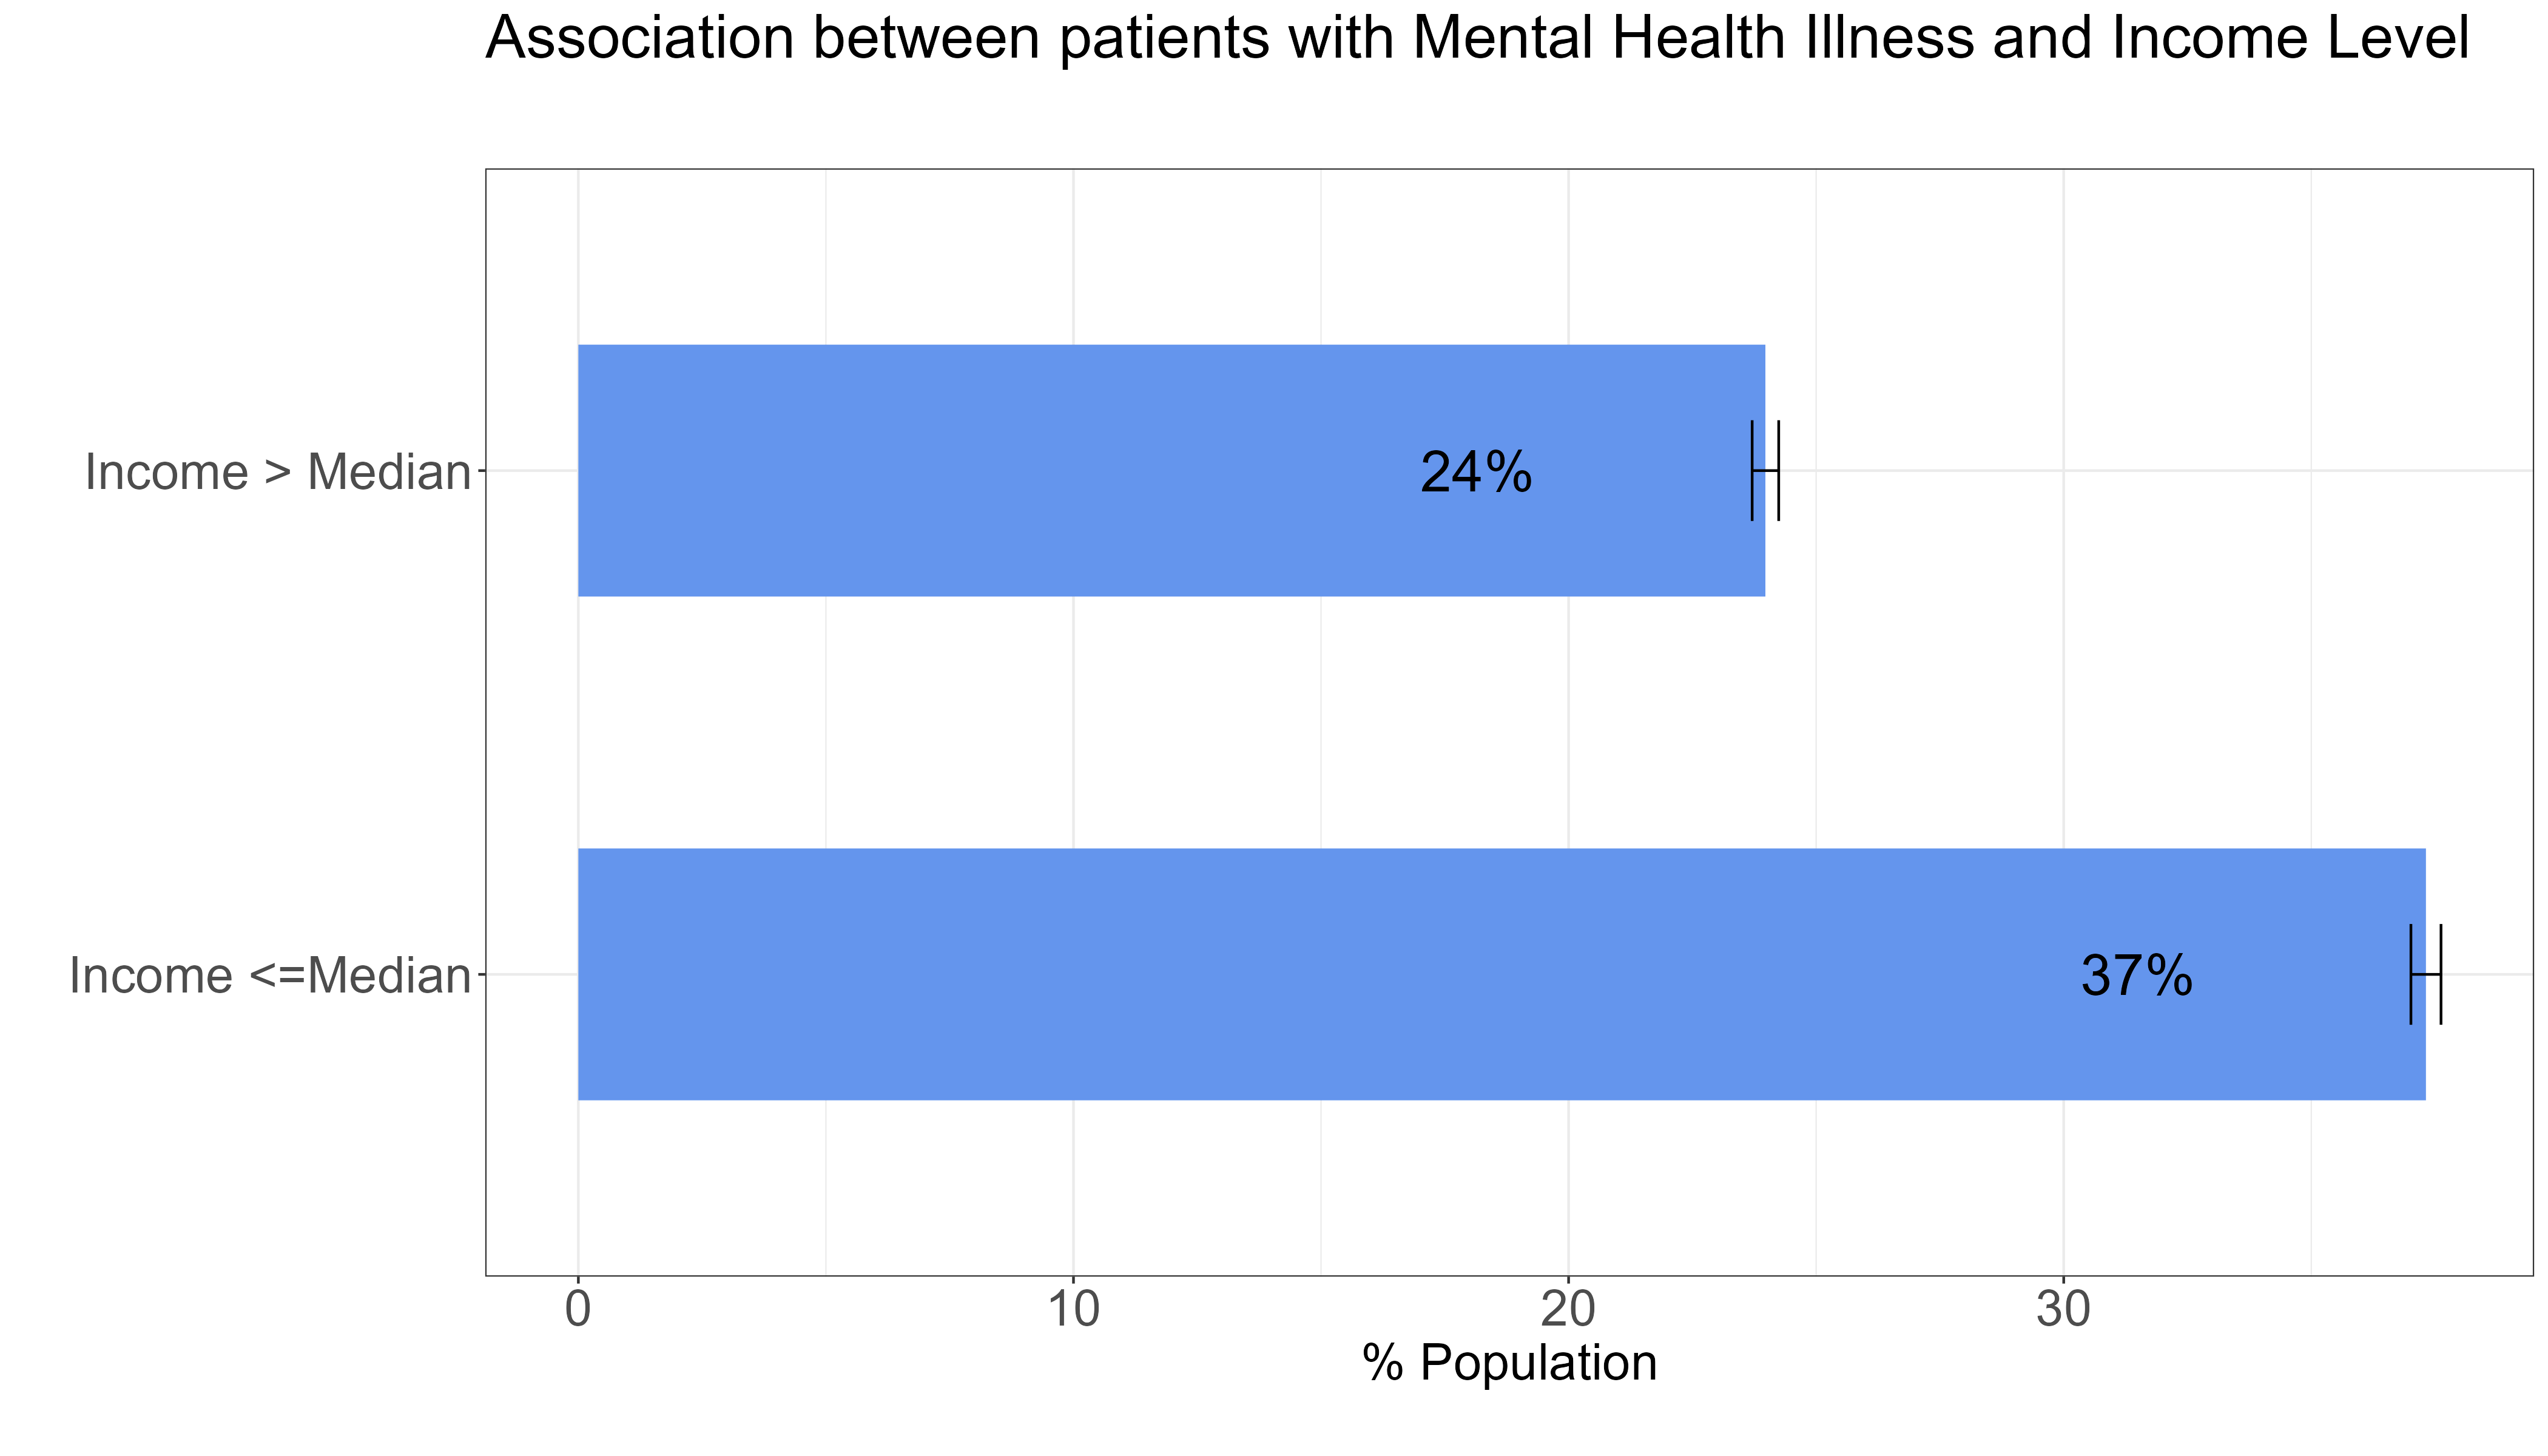 Association between patients with Mental Health Illness and Income Level
Income > Median
24%
Income <=Median
37%
0 10 20 30
% Population